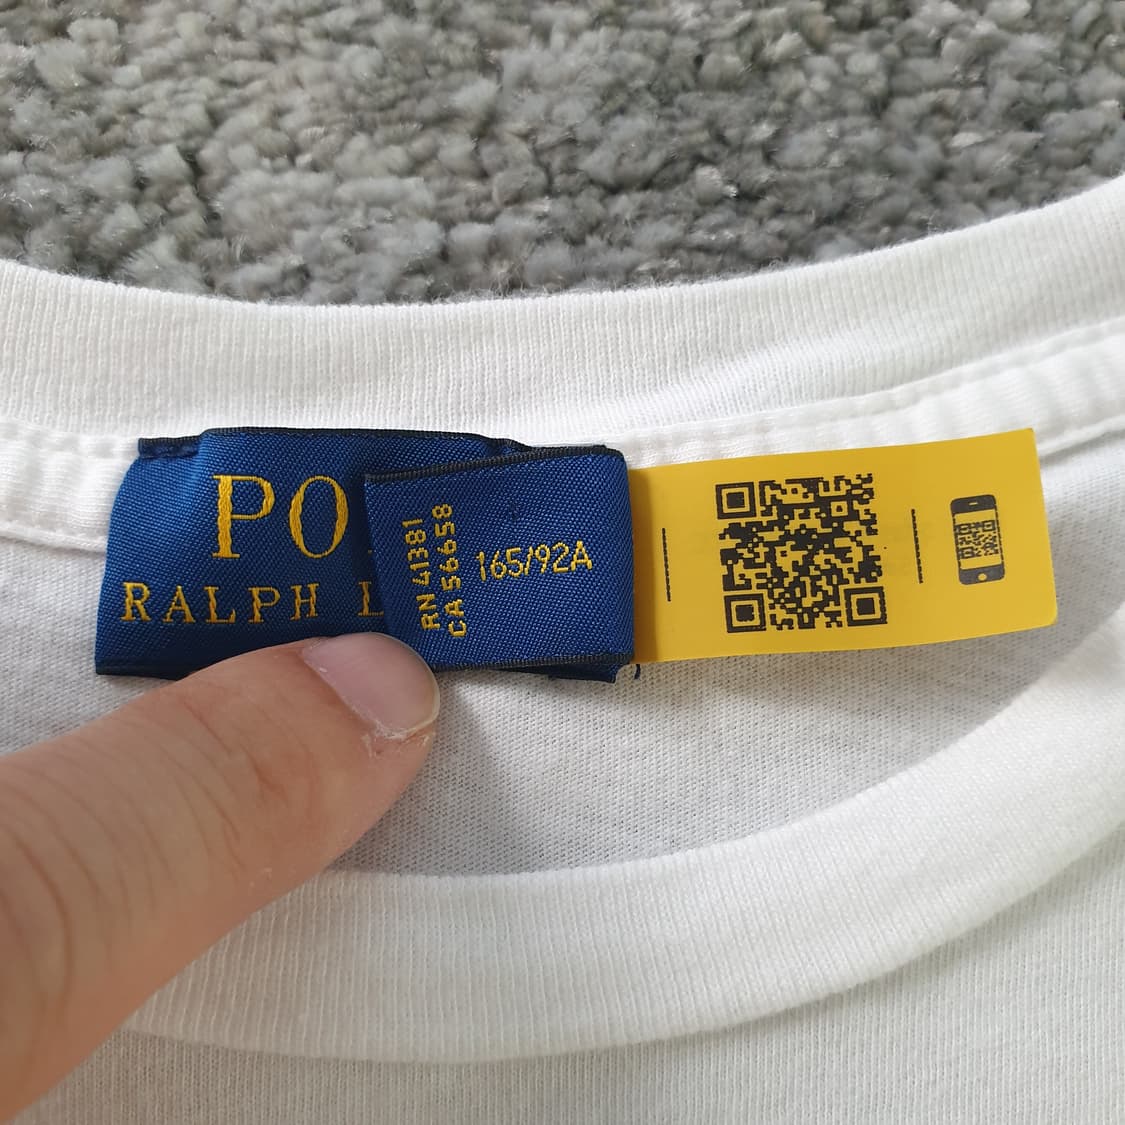 PO
RALPH L
RN 41381
CA 56658
165/92A